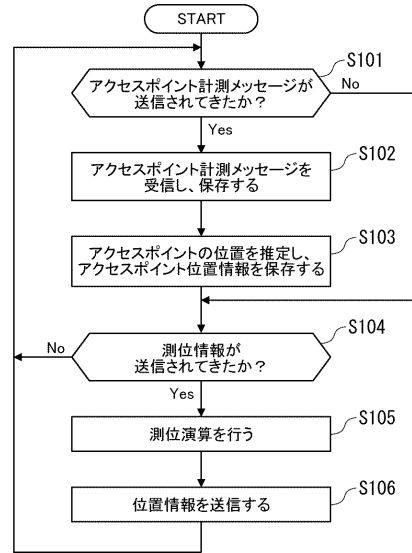 START
S101
アクセスポイント計測メッセージが
送信されてきたか？
No
Yes
S102
アクセスポイント計測メッセージを
受信し、保存する
S103
アクセスポイントの位置を推定し、
アクセスポイント位置情報を保存する
S104
測位情報が
送信されてきたか？
No
Yes
S105
測位演算を行う
S106
位置情報を送信する